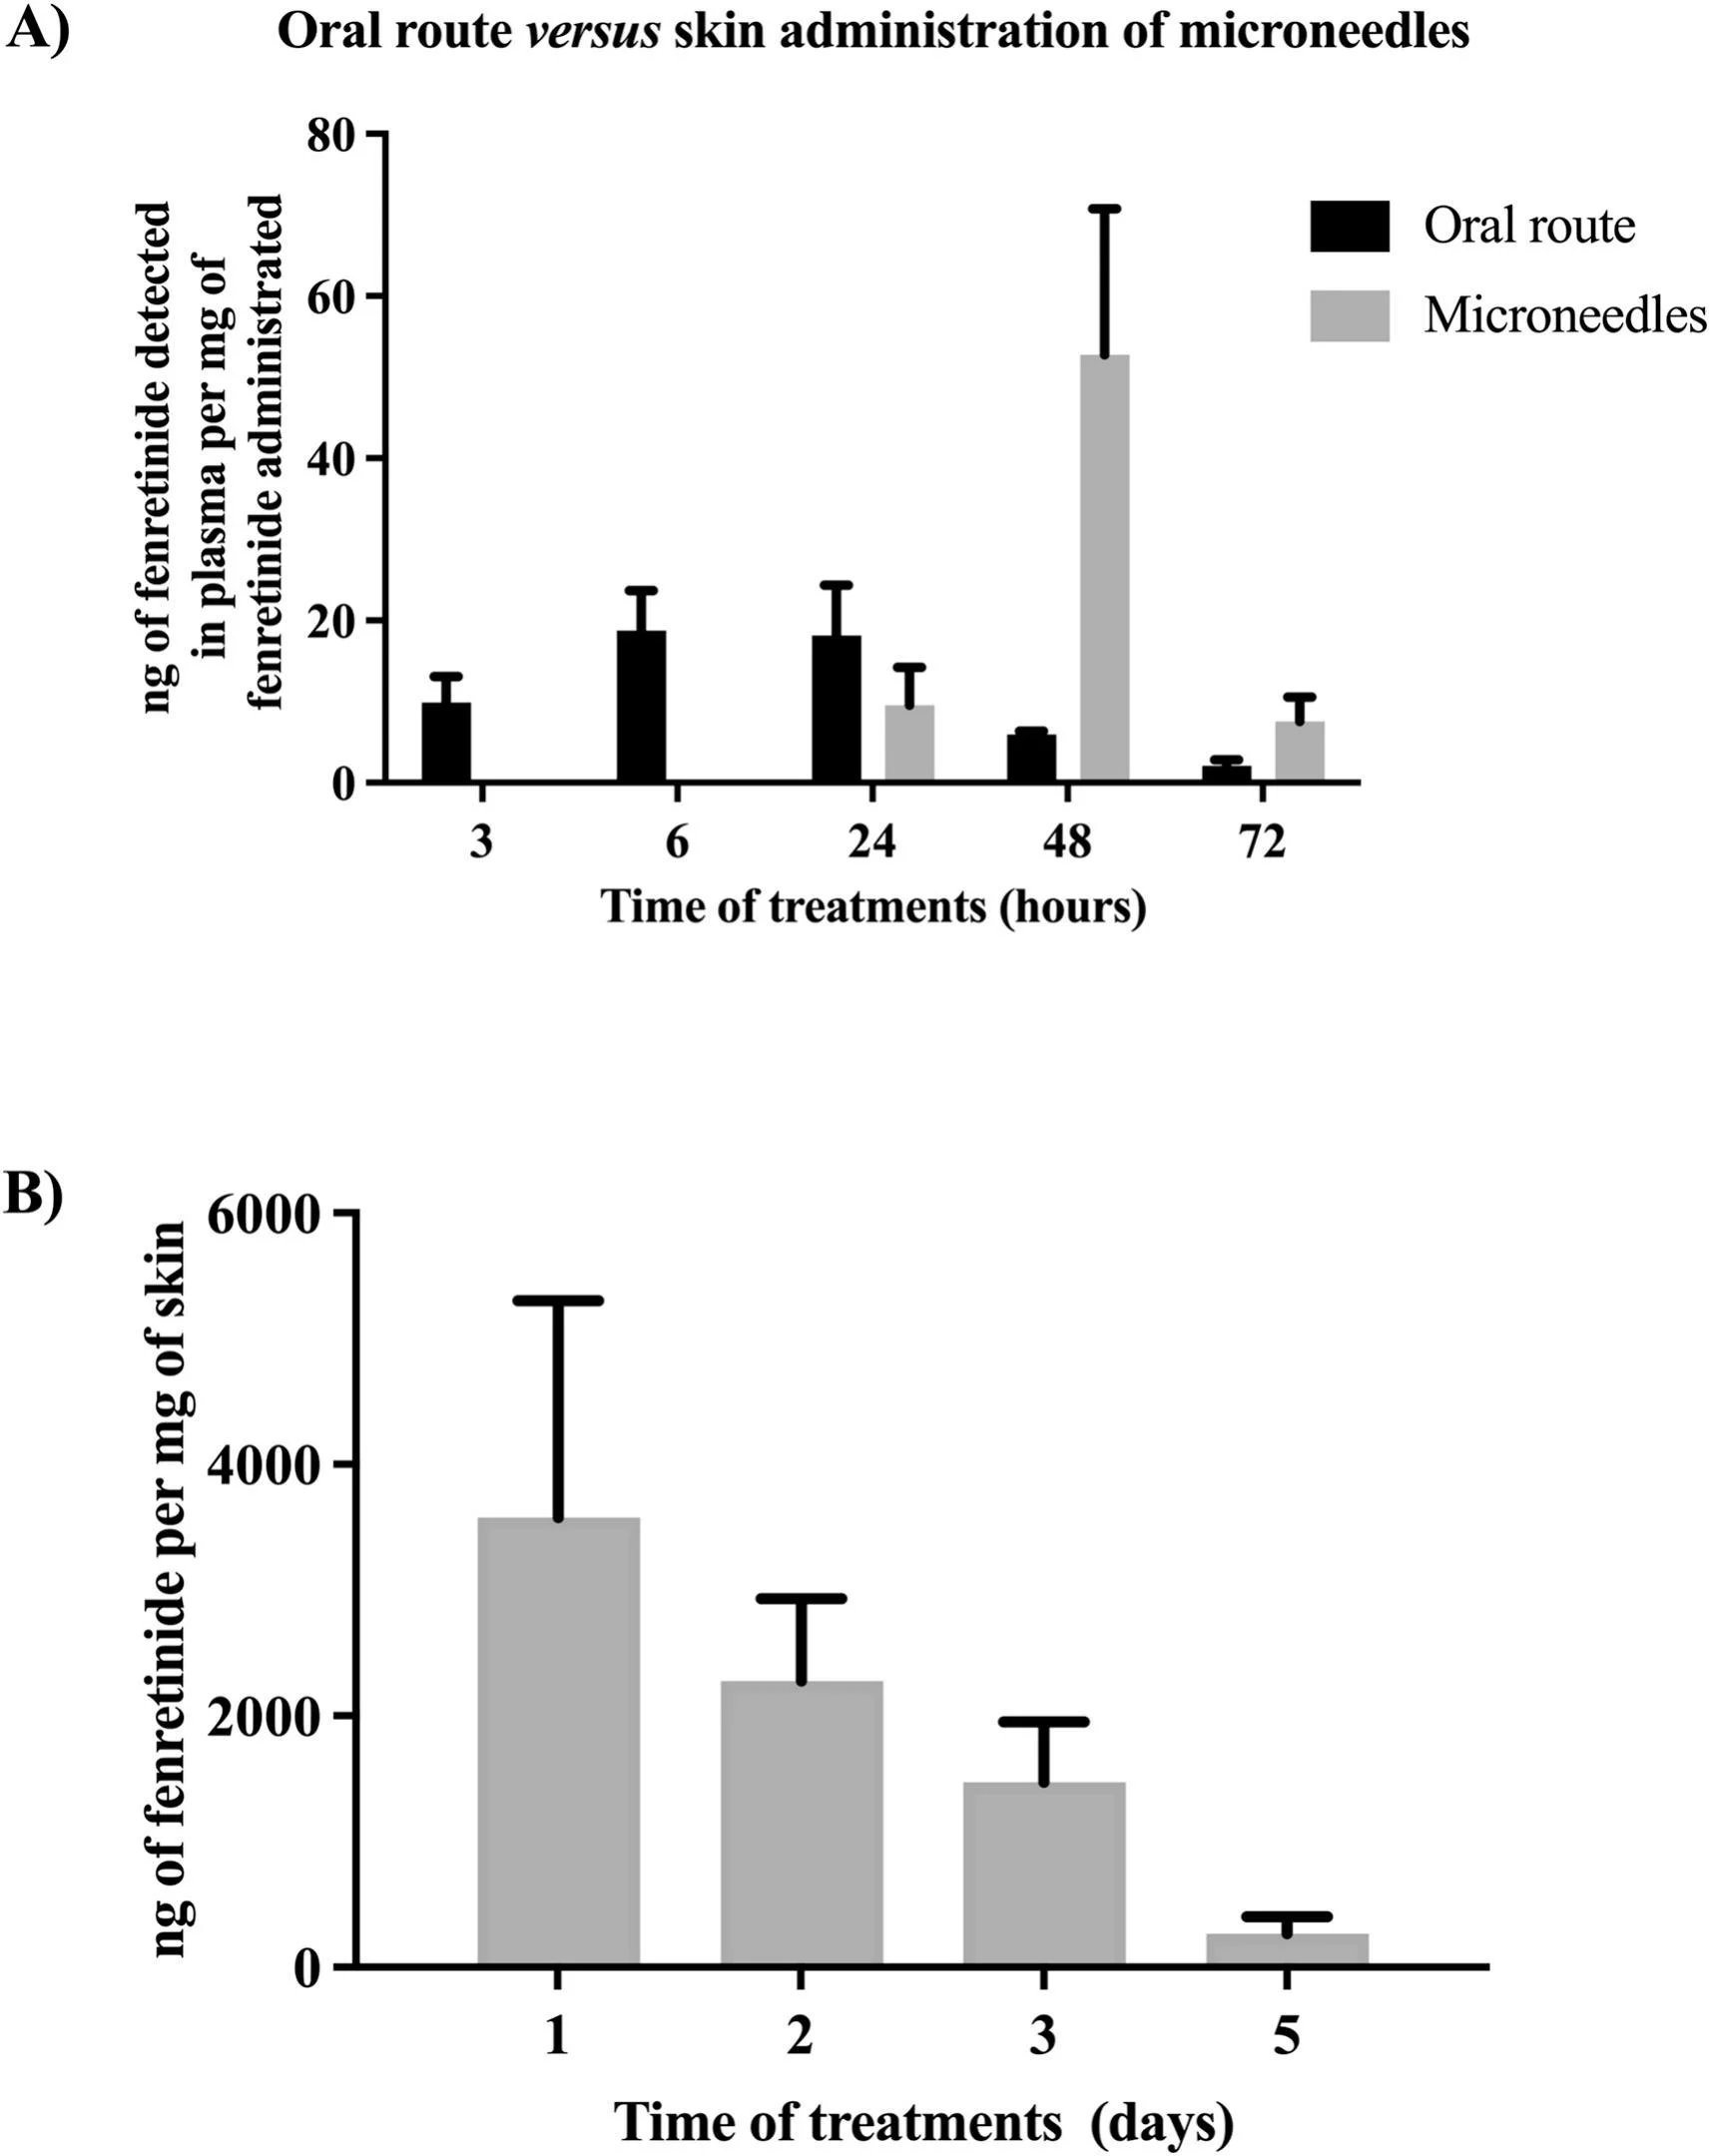 A)
Oral route versus skin administration of microneedles
ng of fenretinide detected
in plasma per mg of
fenretinide administrated
80
60
40
20
0
Oral route
Microneedles
3 6 24 48 72
Time of treatments (hours)
B)
ng of fenretinide per mg of skin
6000
4000
2000
0
1 2 3 5
Time of treatments (days)